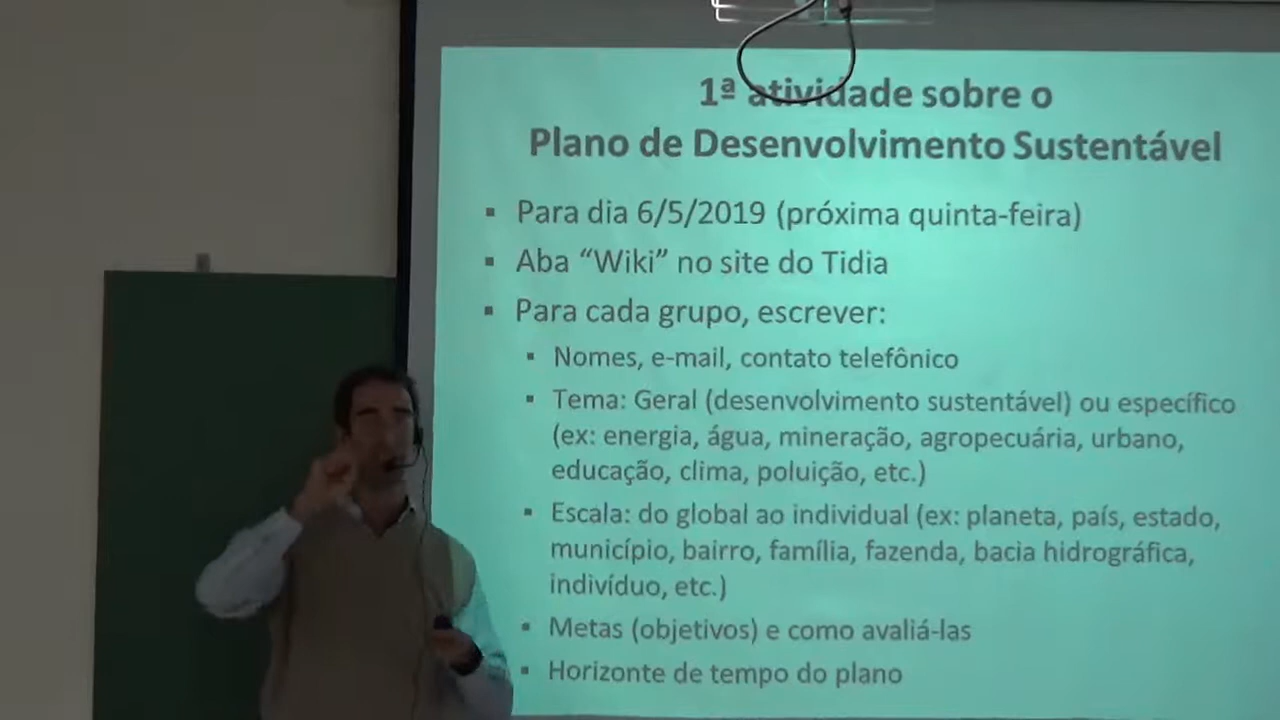 1ª atividade sobre o
Plano de Desenvolvimento Sustentável
▪ Para dia 6/5/2019 (próxima quinta-feira)
▪ Aba “Wiki” no site do Tidia
▪ Para cada grupo, escrever:
▪ Nomes, e-mail, contato telefônico
▪ Tema: Geral (desenvolvimento sustentável) ou específico
(ex: energia, água, mineração, agropecuária, urbano,
educação, clima, poluição, etc.)
▪ Escala: do global ao individual (ex: planeta, país, estado,
município, bairro, família, fazenda, bacia hidrográfica,
indivíduo, etc.)
▪ Metas (objetivos) e como avaliá-las
▪ Horizonte de tempo do plano